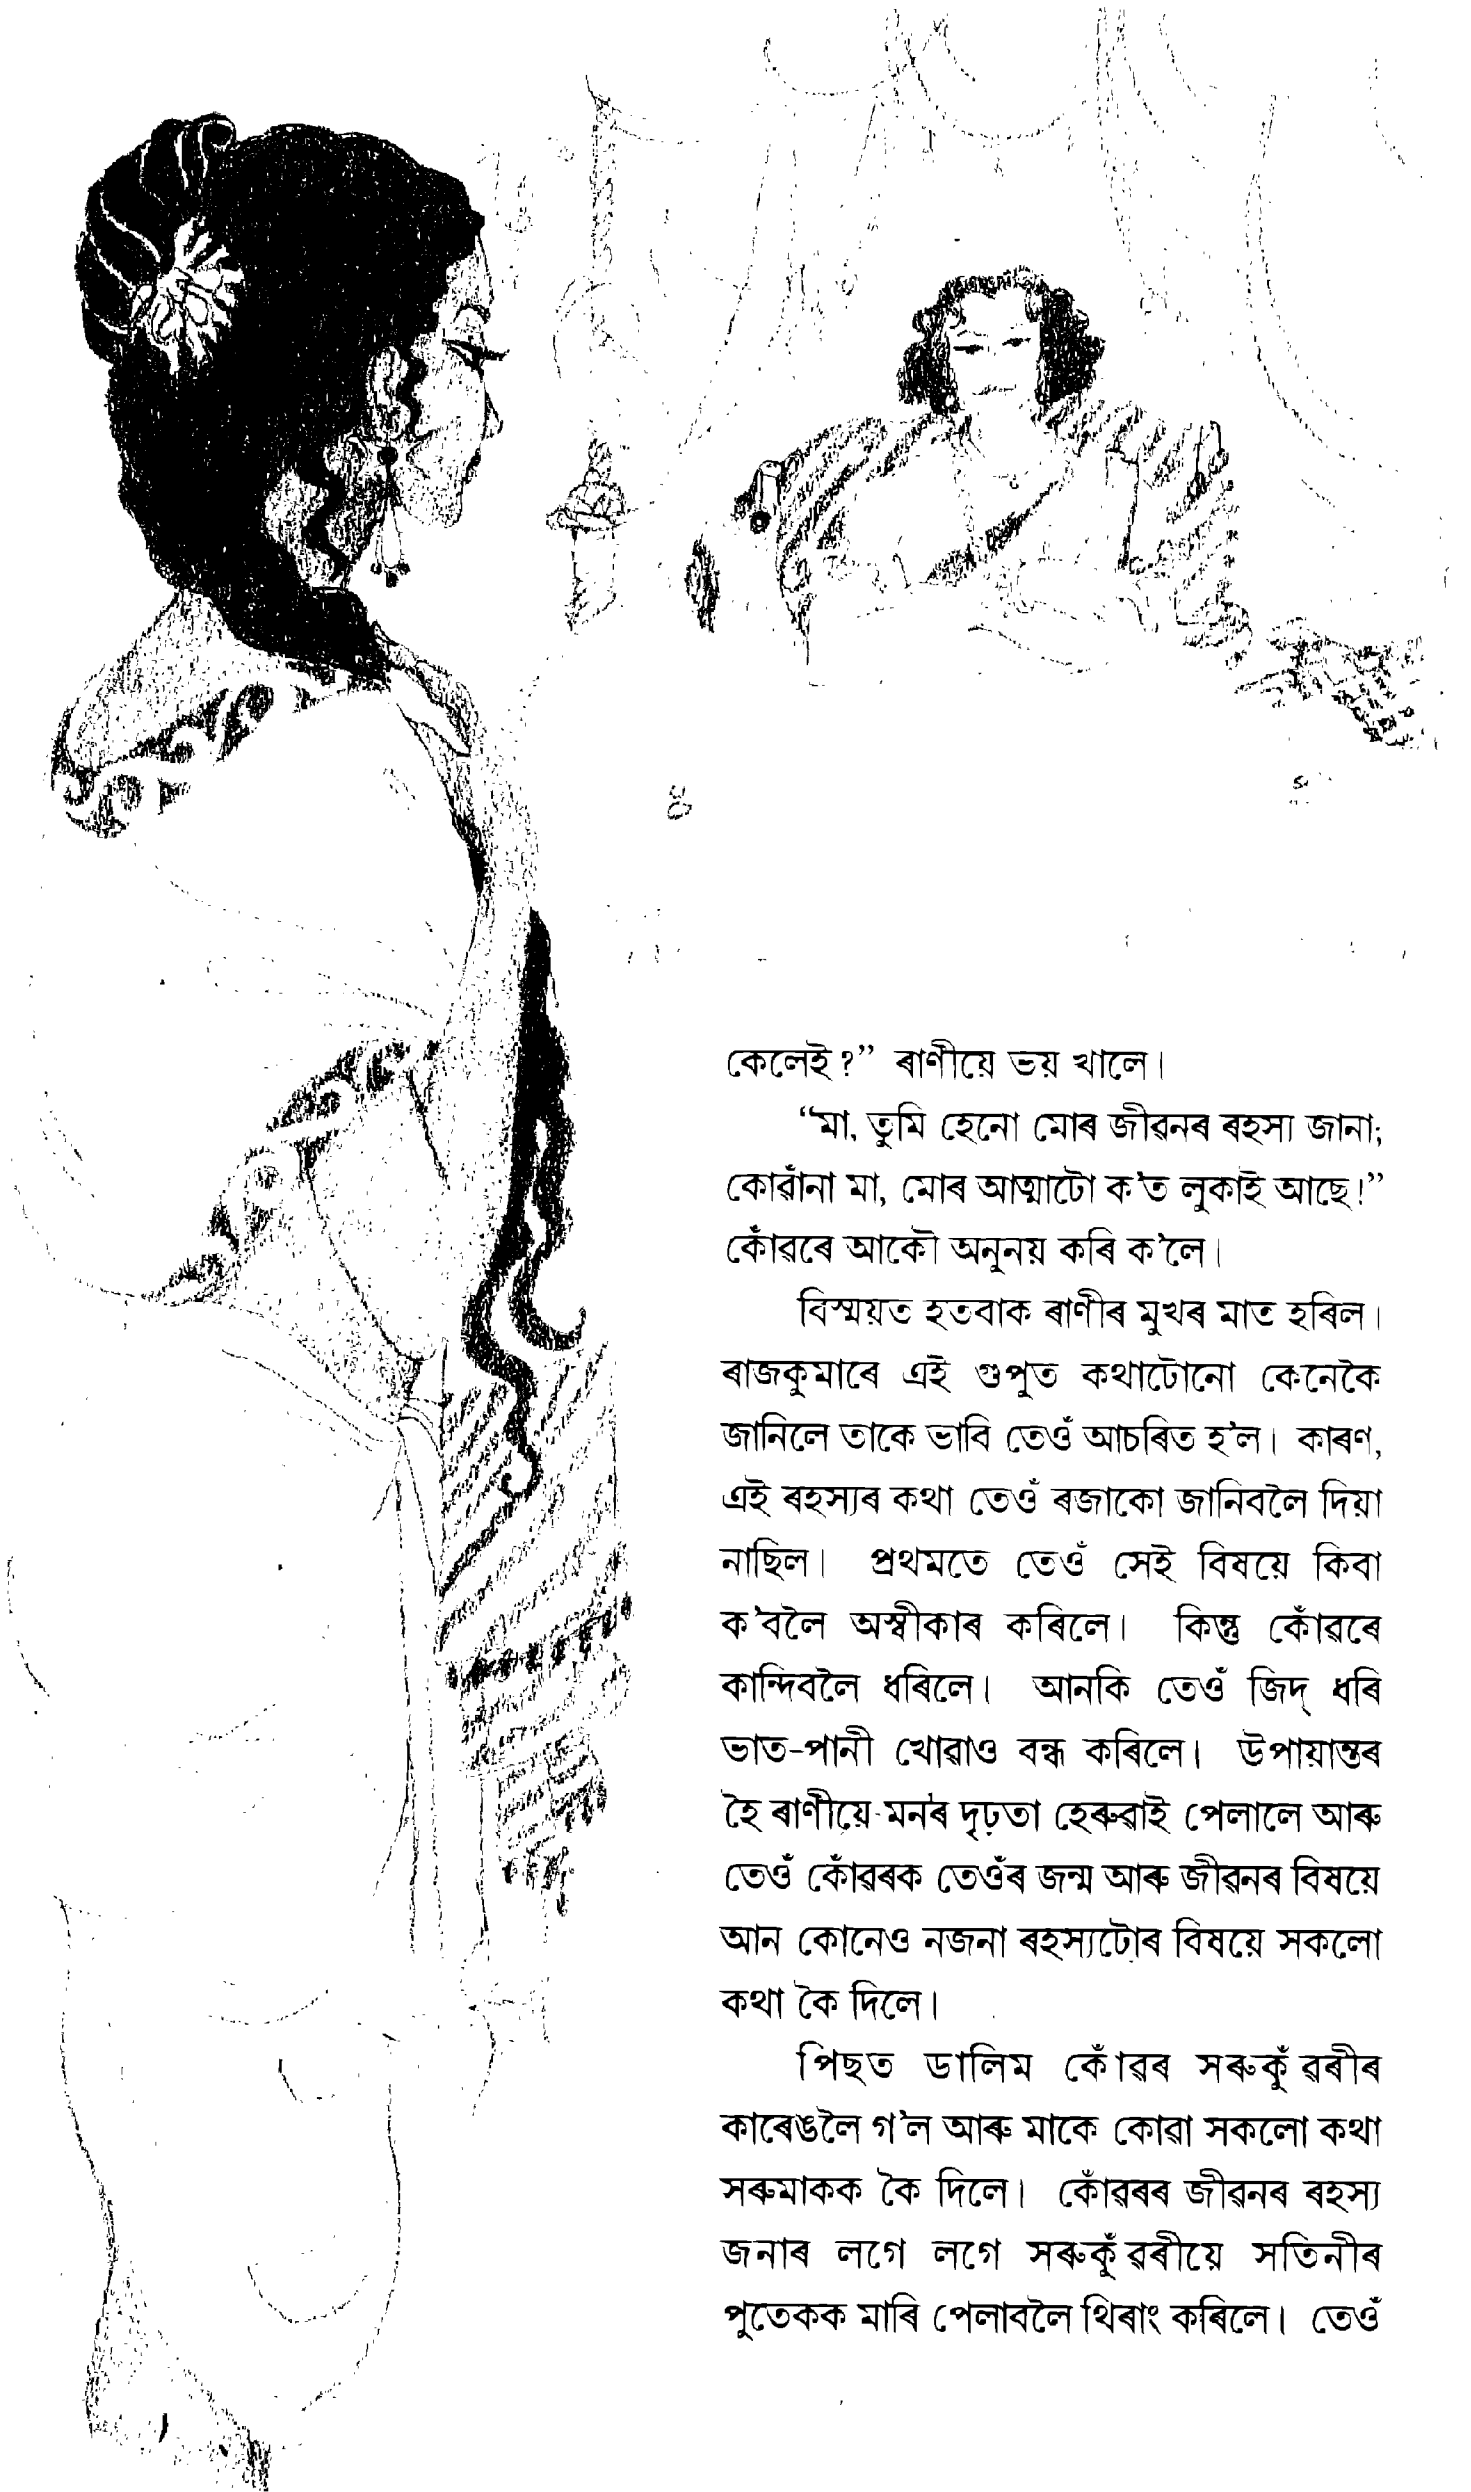 কেলেই?” ৰাণীয়ে ভয় খালে।
“মা, তুমি হেনো মোৰ জীৱনৰ ৰহস্য জানা;
কোৱাঁনা মা, মোৰ আত্মাটো ক’ত লুকাই আছে!”
কোঁৱৰে আকৌ অনুনয় কৰি ক’লৈ।
বিস্ময়ত হতবাক ৰাণীৰ মুখৰ মাত হৰিল।
ৰাজকুমাৰে এই গুপুত কথাটোনো কেনেকৈ
জানিলে তাকে ভাবি তেওঁ আচৰিত হ’ল। কাৰণ,
এই ৰহস্যৰ কথা তেওঁ ৰজাকো জানিবলৈ দিয়া
নাছিল। প্ৰথমতে তেওঁ সেই বিষয়ে কিবা
ক’বলৈ অস্বীকাৰ কৰিলে। কিন্তু কোঁৱৰে
কান্দিবলৈ ধৰিলে। আনকি তেওঁ জিদ্ ধৰি
ভাত-পানী খোৱাও বন্ধ কৰিলে। উপায়ান্তৰ
হৈ ৰাণীয়ে মনৰ দৃঢ়তা হেৰুৱাই পেলালে আৰু
তেওঁ কোঁৱৰক তেওঁৰ জন্ম আৰু জীৱনৰ বিষয়ে
আন কোনেও নজনা ৰহস্যটোৰ বিষয়ে সকলো
কথা কৈ দিলে।
পিছত ডালিম কোঁৱৰ সৰুকুঁৱৰীৰ
কাৰেঙলৈ গ’ল আৰু মাকে কোৱা সকলো কথা
সৰুমাকক কৈ দিলে। কোঁৱৰৰ জীৱনৰ ৰহস্য
জনাৰ লগে লগে সৰুকুঁৱৰীয়ে সতিনীৰ
পুতেকক মাৰি পেলাবলৈ থিৰাং কৰিলে। তেওঁ